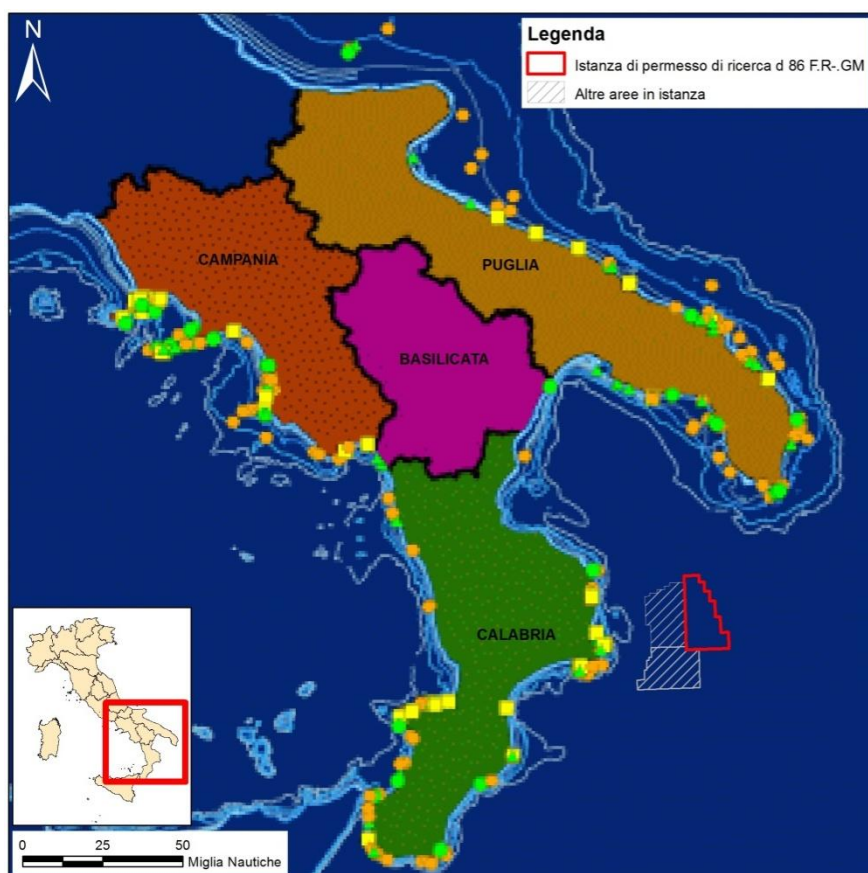 N
Legenda
Istanza di permesso di ricerca d 86 F.R-.GM
Altre aree in istanza
CAMPANIA
PUGLIA
BASILICATA
CALABRIA
0 25 50
Miglia Nautiche